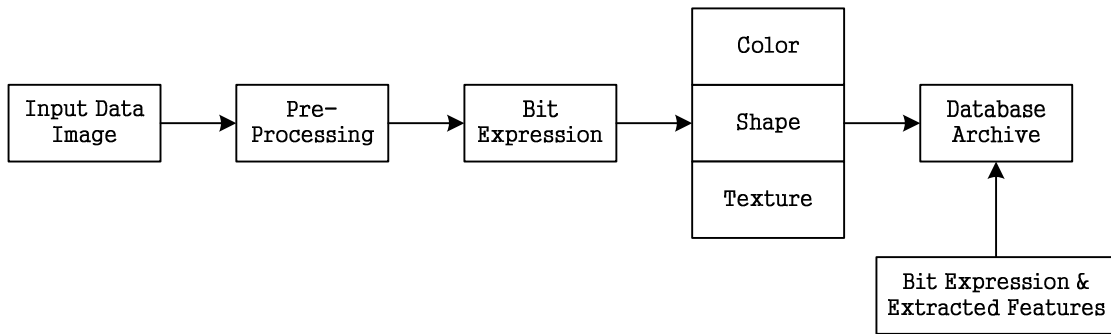 Input Data
Image
Pre-
Processing
Bit
Expression
Color
Shape
Texture
Database
Archive
Bit Expression &
Extracted Features